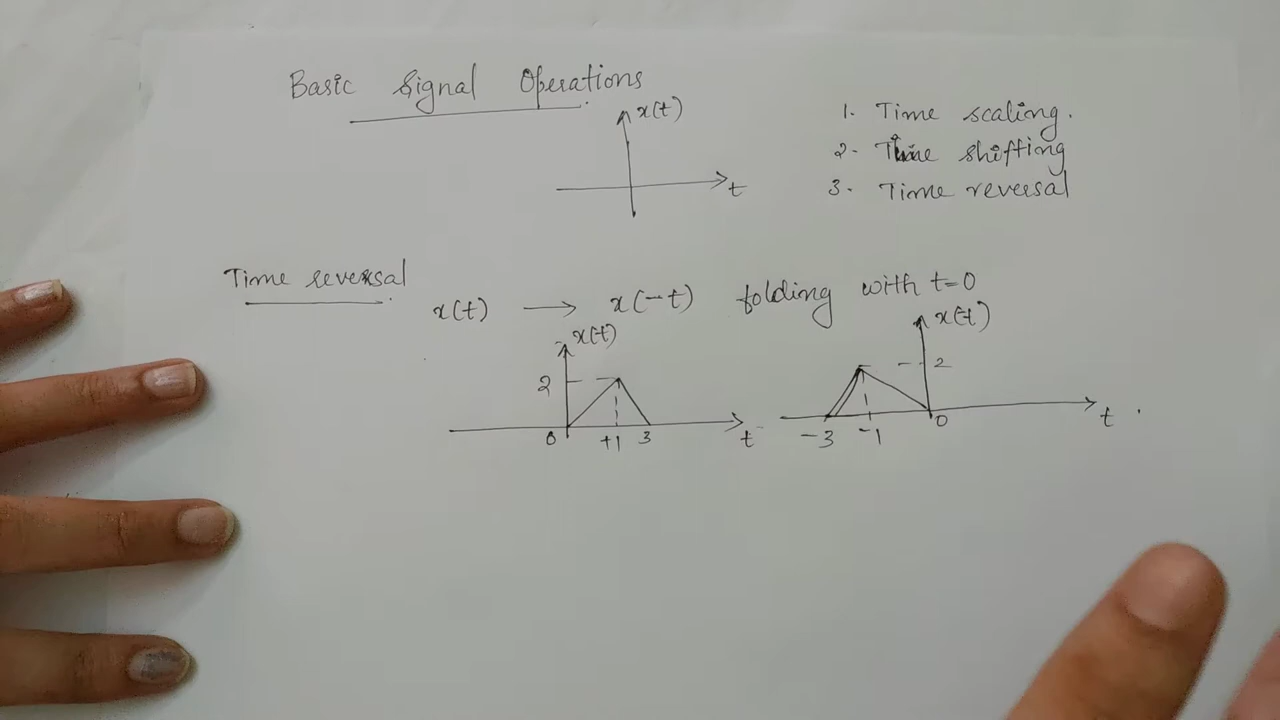 Basic Signal Operations
x(t)
t
1. Time scaling.
2. Time shifting
3. Time reversal
Time reversal
x(t) → x(-t) folding with t=0
x(t)
2
0 +1 3 t
x(-t)
2
-3 -1 0 t